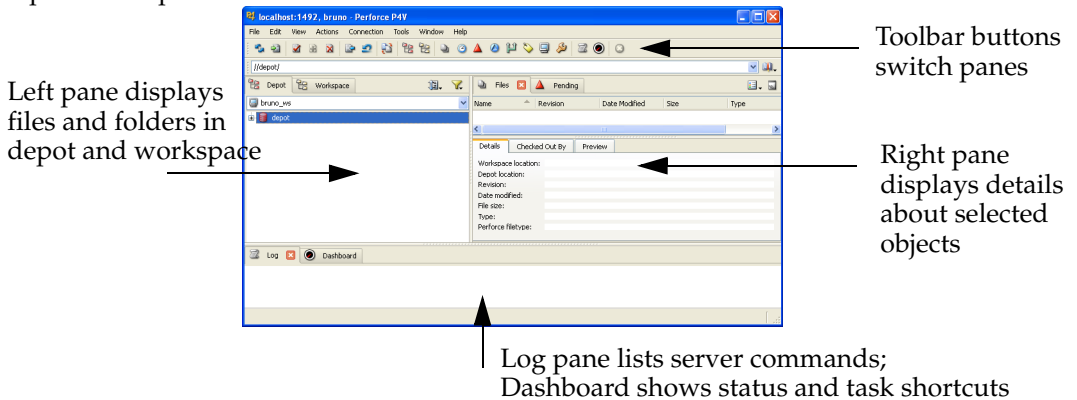 localhost:1492, bruno - Perforce P4V
File Edit View Actions Connection Tools Window Help
//depot/
Depot Workspace
Files Pending
bruno_ws
Name Revision Date Modified Size Type
depot
Details Checked Out By Preview
Workspace location:
Depot location:
Revision:
Date modified:
File size:
Type:
Perforce filetype:
Log Dashboard
Toolbar buttons
switch panes
Left pane displays
files and folders in
depot and workspace
Right pane
displays details
about selected
objects
Log pane lists server commands;
Dashboard shows status and task shortcuts